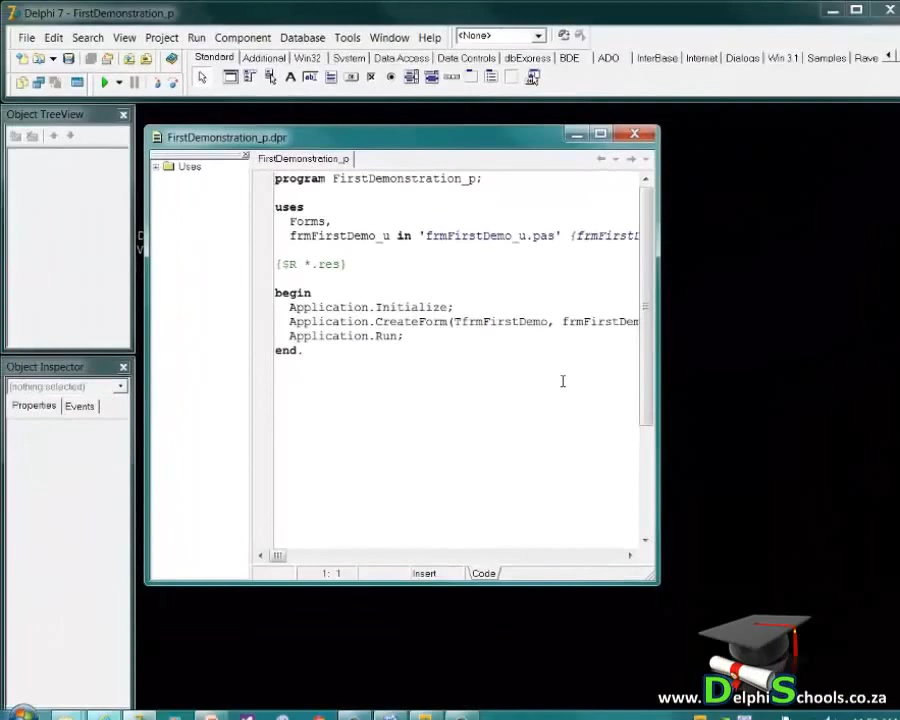 Delphi 7 - FirstDemonstration_p
File Edit Search View Project Run Component Database Tools Window Help <None>
Standard Additional Win32 System Data Access Data Controls dbExpress BDE ADO InterBase Internet Dialogs Win 3.1 Samples Rave
Object TreeView
FirstDemonstration_p.dpr
Uses
FirstDemonstration_p
program FirstDemonstration_p;
uses
Forms,
frmFirstDemo_u in 'frmFirstDemo_u.pas' {frmFirstD
{$R *.res}
begin
Application.Initialize;
Application.CreateForm(TfrmFirstDemo, frmFirstDem
Application.Run;
end.
Object Inspector
(nothing selected)
Properties Events
1: 1 Insert Code
www.DelphiSchools.co.za